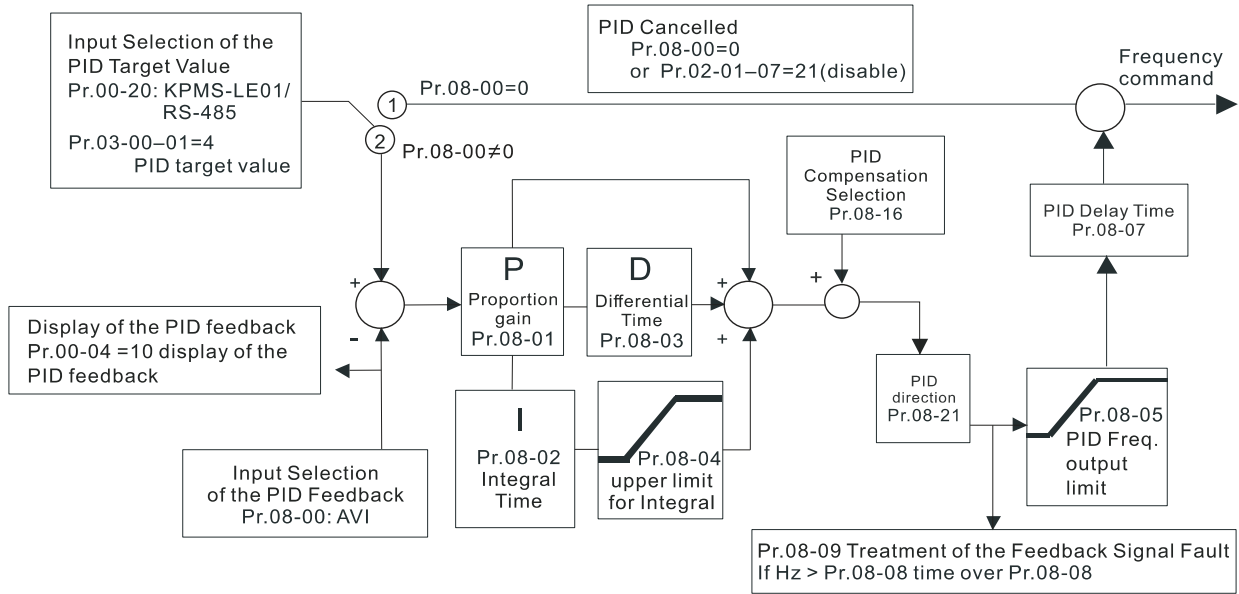 Input Selection of the
PID Target Value
Pr.00-20: KPMS-LE01/
RS-485
Pr.03-00–01=4
PID target value
PID Cancelled
Pr.08-00=0
or Pr.02-01–07=21(disable)
Frequency
command
1
Pr.08-00=0
2
Pr.08-00≠0
PID
Compensation
Selection
Pr.08-16
PID Delay Time
Pr.08-07
+
-
P
Proportion
gain
Pr.08-01
D
Differential
Time
Pr.08-03
+
+
+
Display of the PID feedback
Pr.00-04 =10 display of the
PID feedback
PID
direction
Pr.08-21
Pr.08-05
PID Freq.
output
limit
I
Pr.08-02
Integral
Time
Pr.08-04
upper limit
for Integral
Input Selection
of the PID Feedback
Pr.08-00: AVI
Pr.08-09 Treatment of the Feedback Signal Fault
If Hz > Pr.08-08 time over Pr.08-08